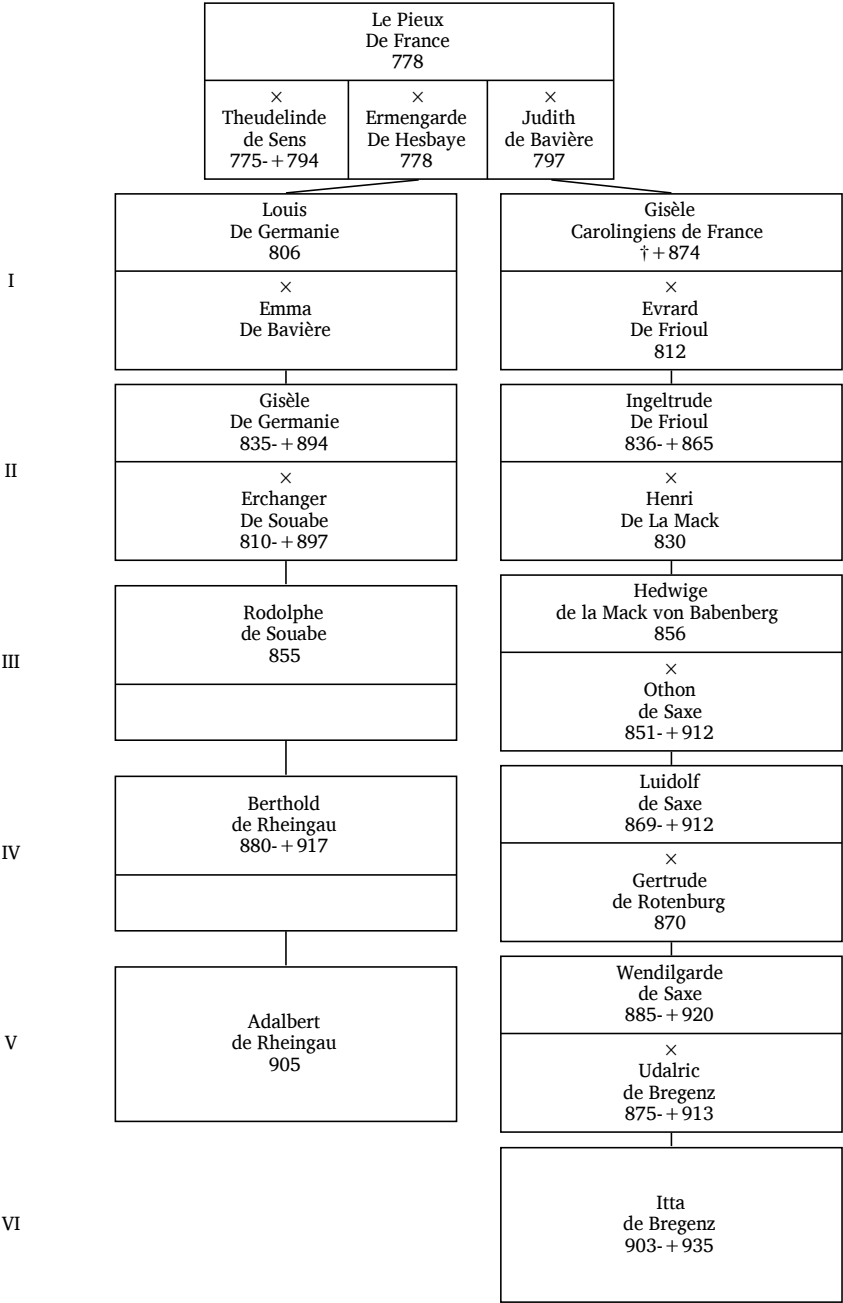 Le Pieux
De France
778
×
Theudelinde
de Sens
775-+794
×
Ermengarde
De Hesbaye
778
×
Judith
de Bavière
797
I
Louis
De Germanie
806
×
Emma
De Bavière
Gisèle
Carolingiens de France
†+874
×
Evrard
De Frioul
812
II
Gisèle
De Germanie
835-+894
×
Erchanger
De Souabe
810-+897
Ingeltrude
De Frioul
836-+865
×
Henri
De La Mack
830
III
Rodolphe
de Souabe
855
Hedwige
de la Mack von Babenberg
856
×
Othon
de Saxe
851-+912
IV
Berthold
de Rheingau
880-+917
Luidolf
de Saxe
869-+912
×
Gertrude
de Rotenburg
870
V
Adalbert
de Rheingau
905
Wendilgarde
de Saxe
885-+920
×
Udalric
de Bregenz
875-+913
VI
Itta
de Bregenz
903-+935